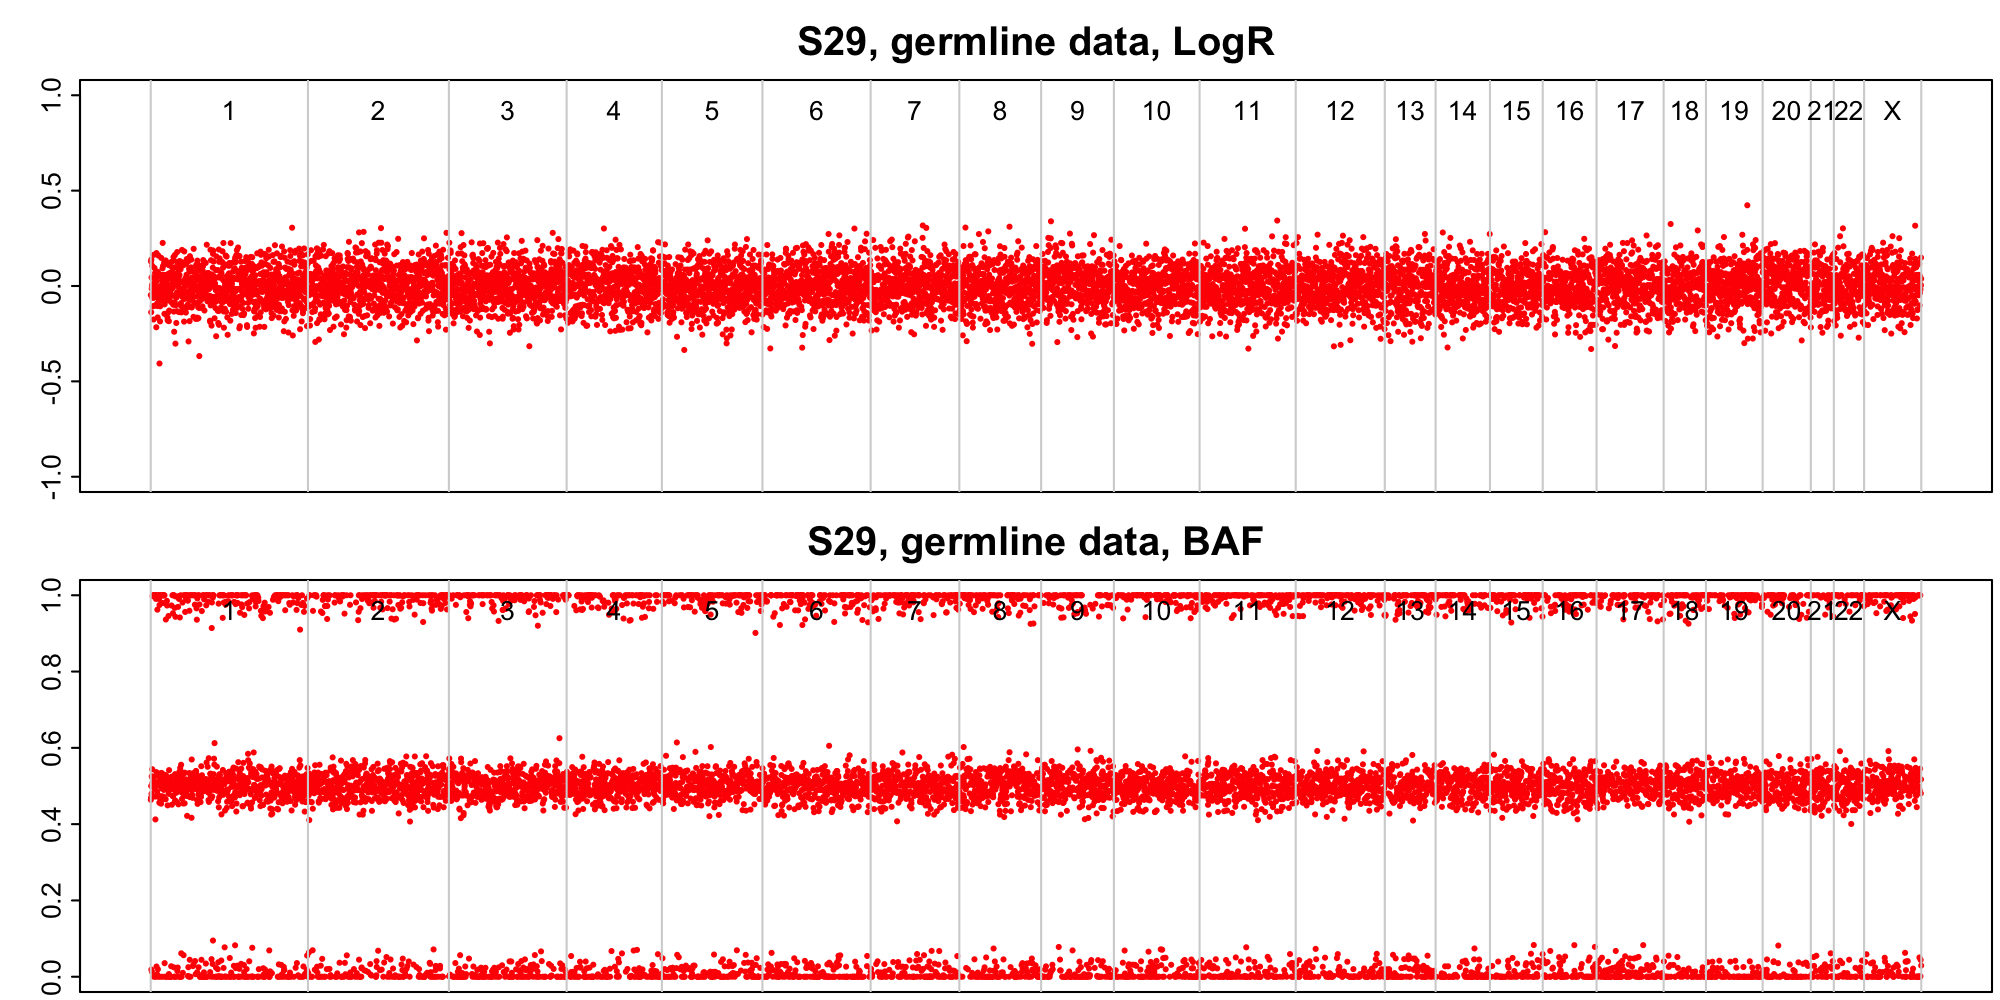 S29, germline data, LogR
1 2 3 4 5 6 7 8 9 10 11 12 13 14 15 16 17 18 19 20 21 22 X
1.0
0.5
0.0
-0.5
-1.0
S29, germline data, BAF
1 2 3 4 5 6 7 8 9 10 11 12 13 14 15 16 17 18 19 20 21 22 X
1.0
0.8
0.6
0.4
0.2
0.0